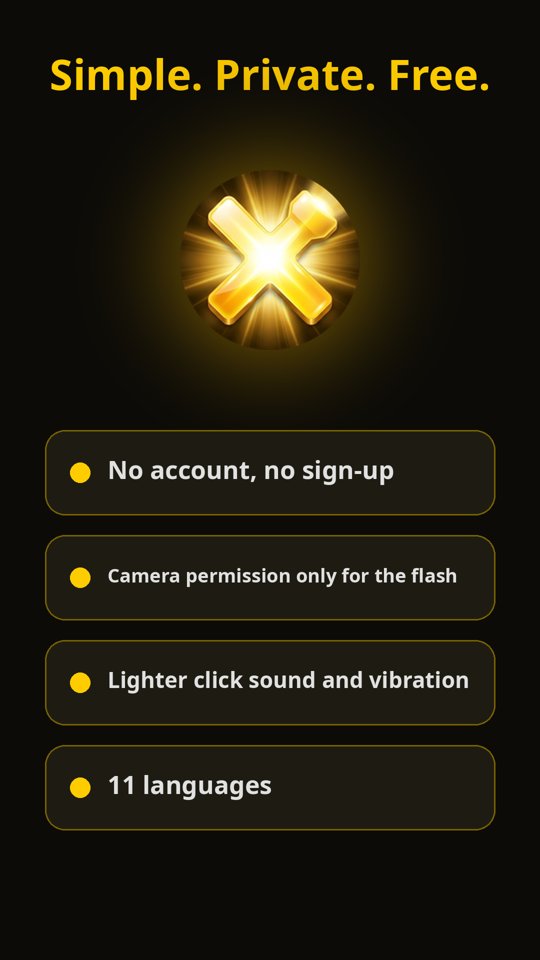 Simple. Private. Free.
No account, no sign-up
Camera permission only for the flash
Lighter click sound and vibration
11 languages